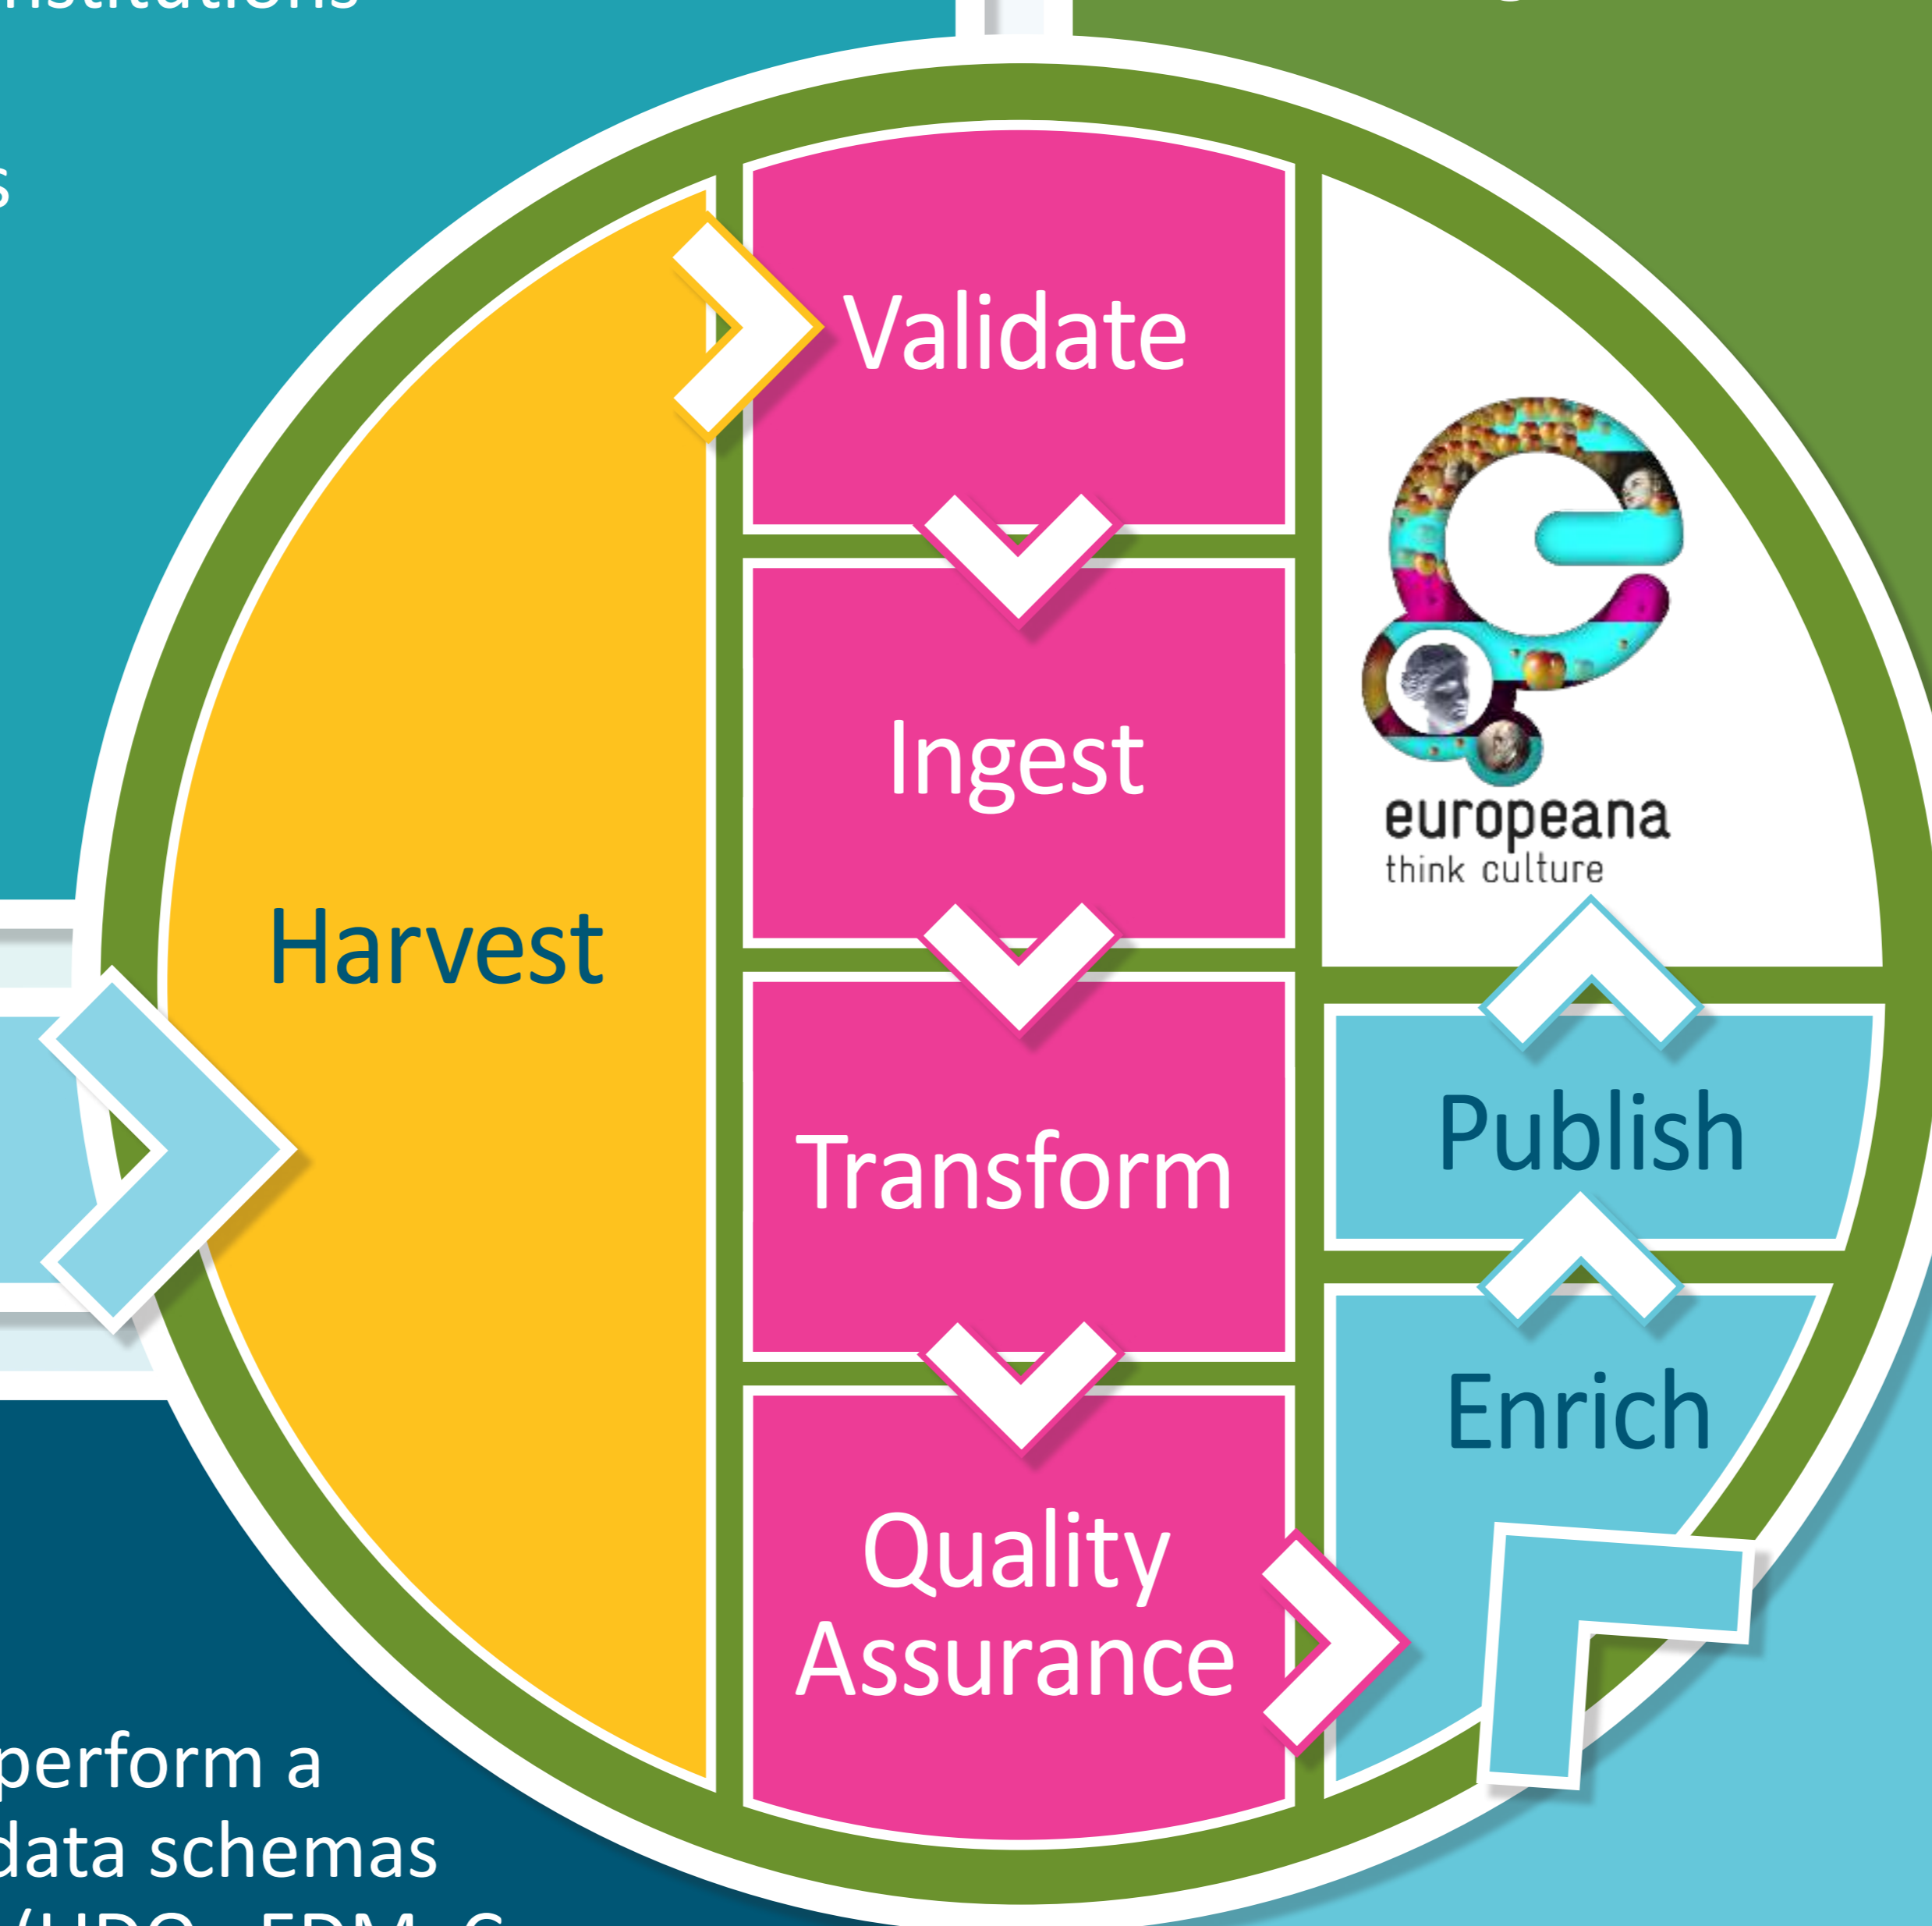 Harvest
Validate
Ingest
Transform
Quality
Assurance
Enrich
Publish
europeana
think culture
perform a
data schemas